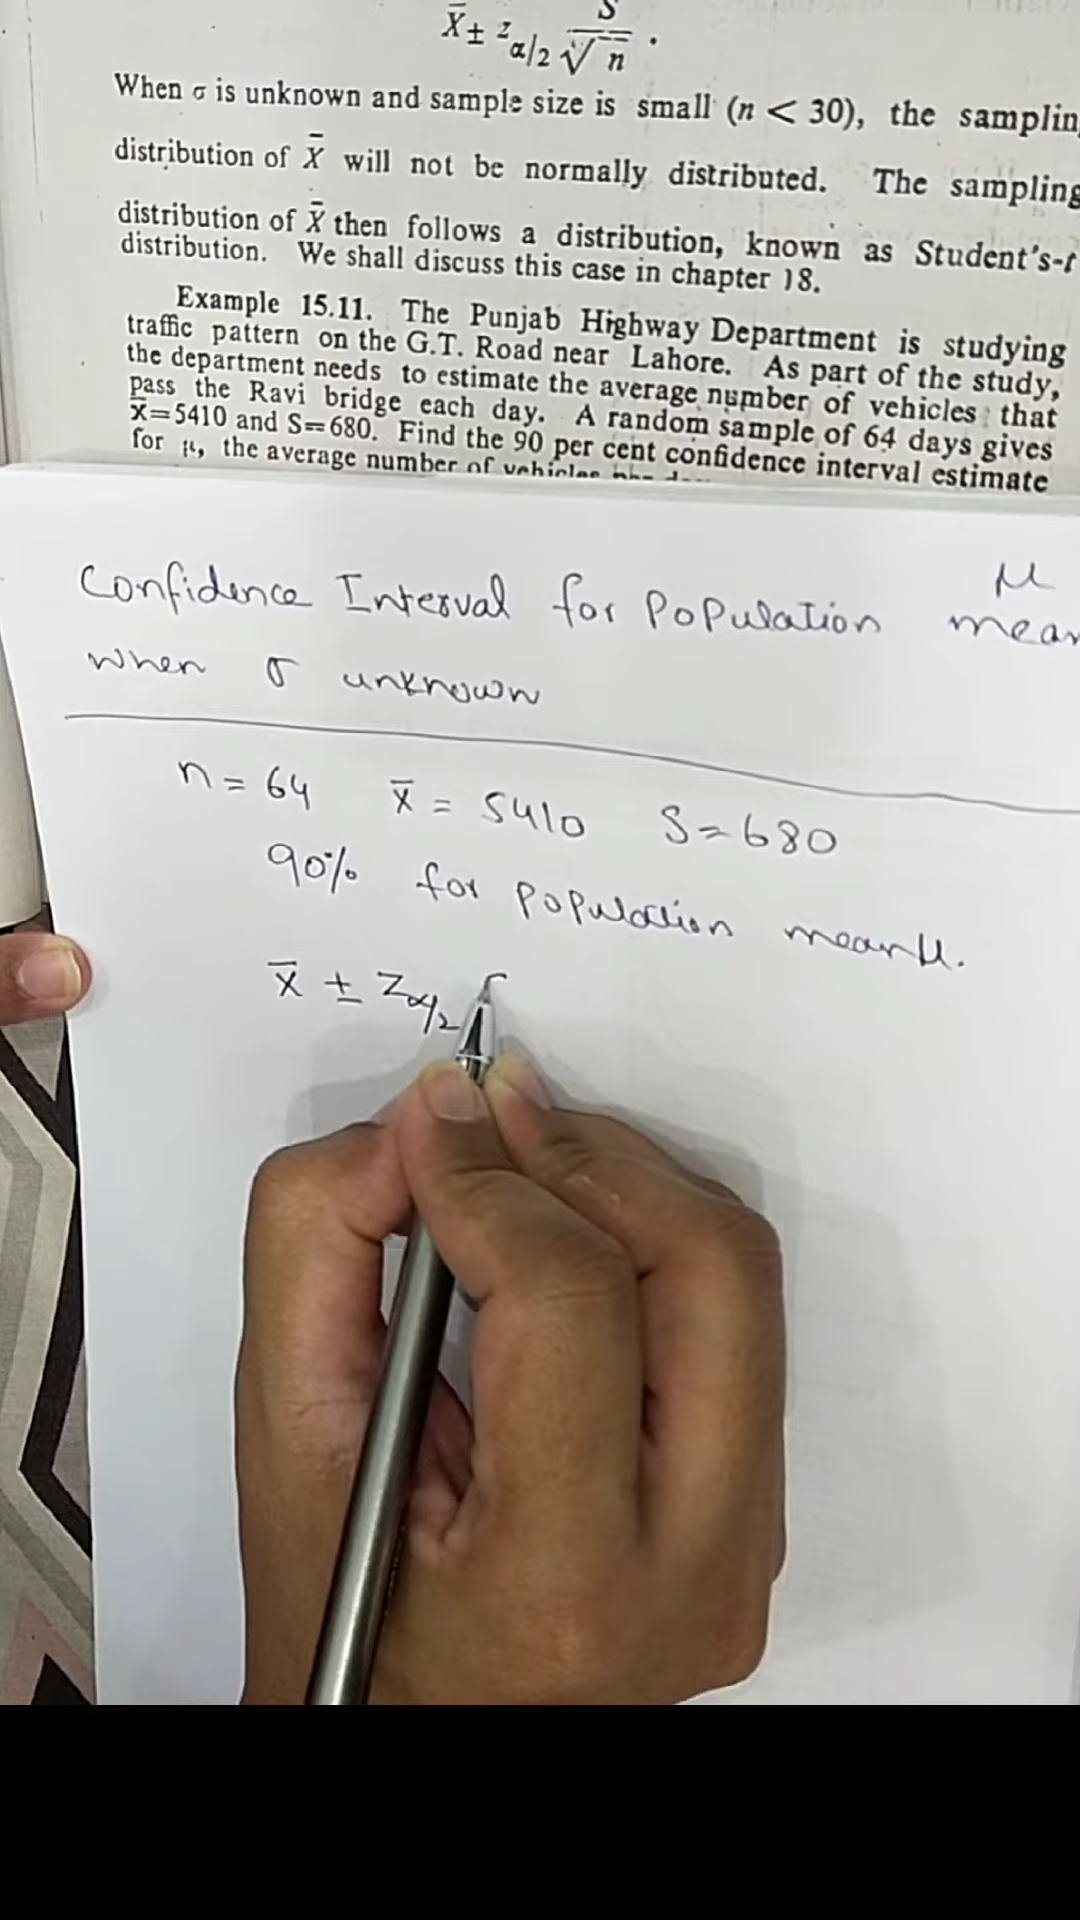 X̄ ± z α/2 S/√n .
When σ is unknown and sample size is small (n < 30), the samplin
distribution of X̄ will not be normally distributed. The sampling
distribution of X̄ then follows a distribution, known as Student's-t
distribution. We shall discuss this case in chapter 18.
Example 15.11. The Punjab Highway Department is studying
traffic pattern on the G.T. Road near Lahore. As part of the study,
the department needs to estimate the average number of vehicles that
pass the Ravi bridge each day. A random sample of 64 days gives
x̄=5410 and S=680. Find the 90 per cent confidence interval estimate
for μ, the average number of vehicles
Confidence Interval for Population mean μ
when σ unknown
n = 64 x̄ = 5410 S=680
90% for population mean μ.
x̄ ± Zα/2